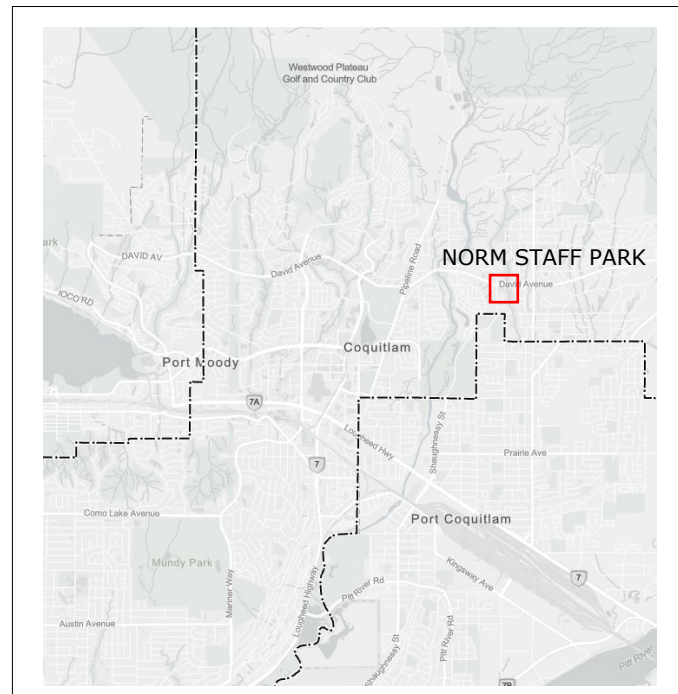 Westwood Plateau
Golf and Country Club
NORM STAFF PARK
DAVID AV
David Avenue
Pipeline Road
David Avenue
IOCO RD
Port Moody
Coquitlam
7A
Lougheed Hwy
Shaughnessy St
7
Prairie Ave
Como Lake Avenue
Port Coquitlam
Mundy Park
Mariner Way
Lougheed Highway
Kingsway Ave
7
Pitt River Rd
Austin Avenue
Shaughnessy St
Pitt River Rd
Pitt River
7B